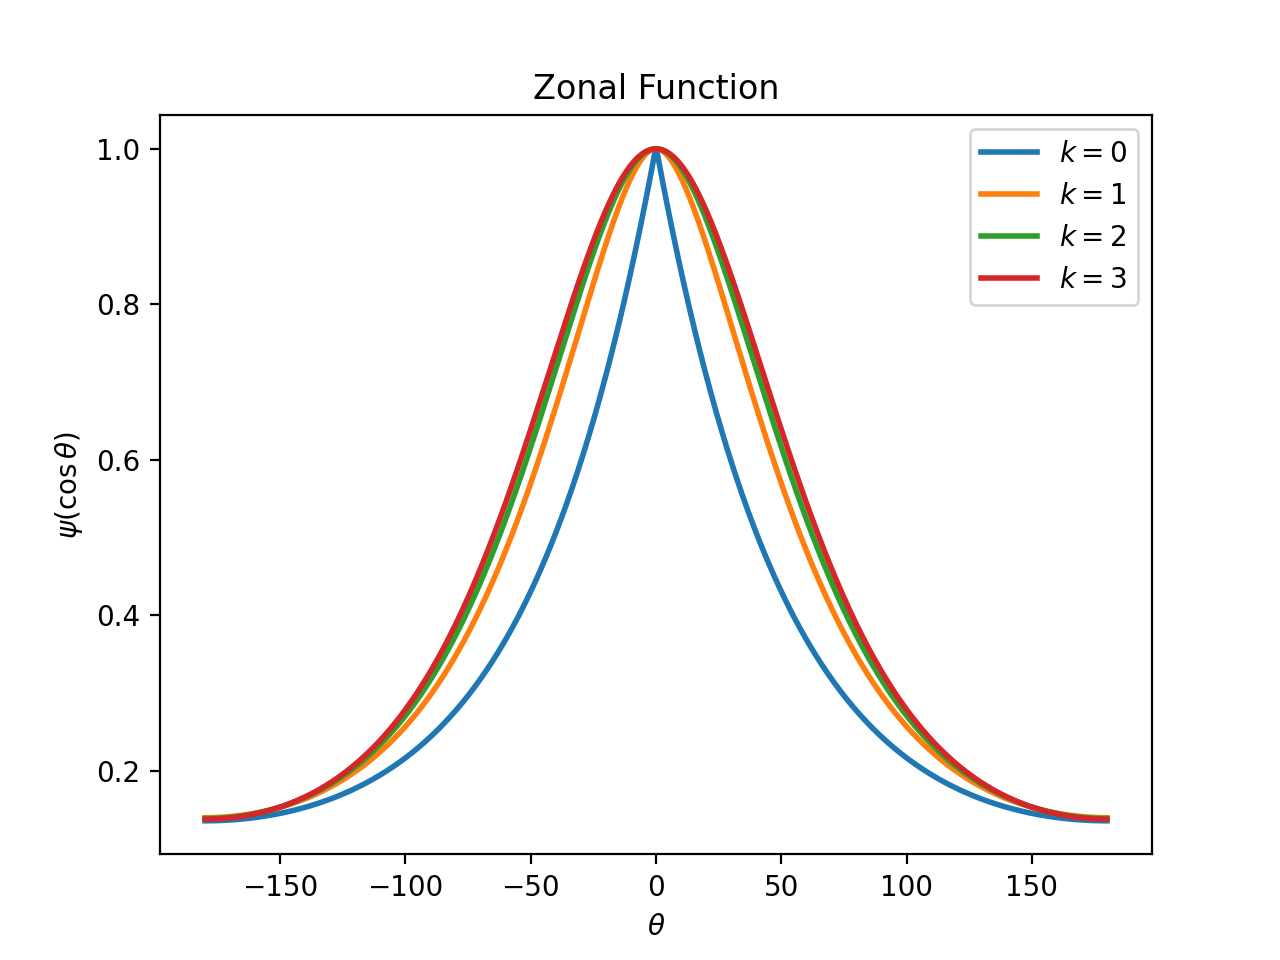 Zonal Function
ψ(cos θ)
1.0
0.8
0.6
0.4
0.2
k = 0
k = 1
k = 2
k = 3
−150 −100 −50 0 50 100 150
θ